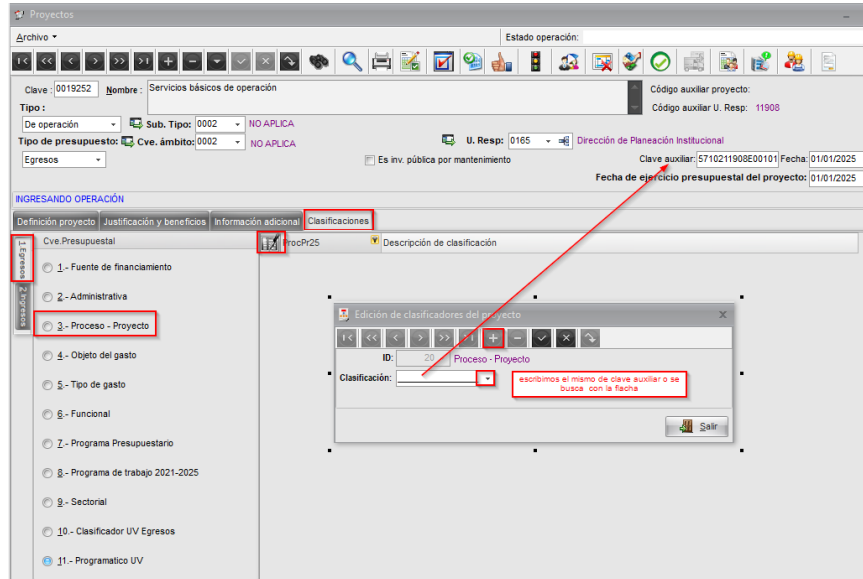 Proyectos
Archivo
Estado operación:
Clave : 0019252 Nombre : Servicios básicos de operación
Código auxiliar proyecto:
Tipo :
Código auxiliar U. Resp: 11908
De operación Sub. Tipo: 0002 NO APLICA
Tipo de presupuesto: Cve. ámbito: 0002 NO APLICA
U. Resp: 0165 Dirección de Planeación Institucional
Egresos
Es inv. pública por mantenimiento
Clave auxiliar: 5710211908E00101 Fecha: 01/01/2025
Fecha de ejercicio presupuestal del proyecto: 01/01/2025
INGRESANDO OPERACIÓN
Definición proyecto Justificación y beneficios Información adicional Clasificaciones
1.Egresos
2.Ingresos
Cve.Presupuestal
ProcPr25 Descripción de clasificación
1.- Fuente de financiamiento
2.- Administrativa
3.- Proceso - Proyecto
4.- Objeto del gasto
5.- Tipo de gasto
6.- Funcional
7.- Programa Presupuestario
8.- Programa de trabajo 2021-2025
9.- Sectorial
10.- Clasificador UV Egresos
11.- Programatico UV
Edición de clasificadores del proyecto
ID: 20 Proceso - Proyecto
Clasificación:
escribimos el mismo de clave auxiliar o se
busca con la flacha
Salir